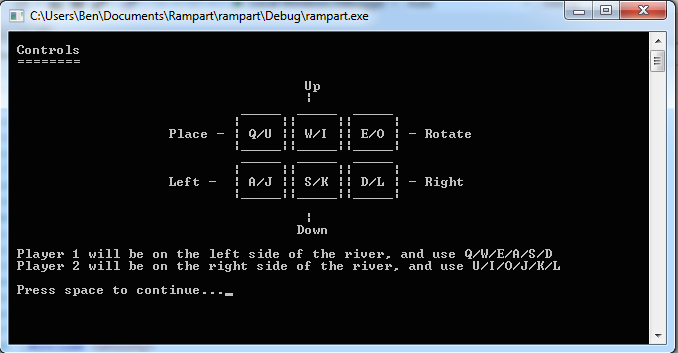 C:\Users\Ben\Documents\Rampart\rampart\Debug\rampart.exe
Controls
========
Up
Place - Q/U W/I E/O - Rotate
Left - A/J S/K D/L - Right
Down
Player 1 will be on the left side of the river, and use Q/W/E/A/S/D
Player 2 will be on the right side of the river, and use U/I/O/J/K/L
Press space to continue..._